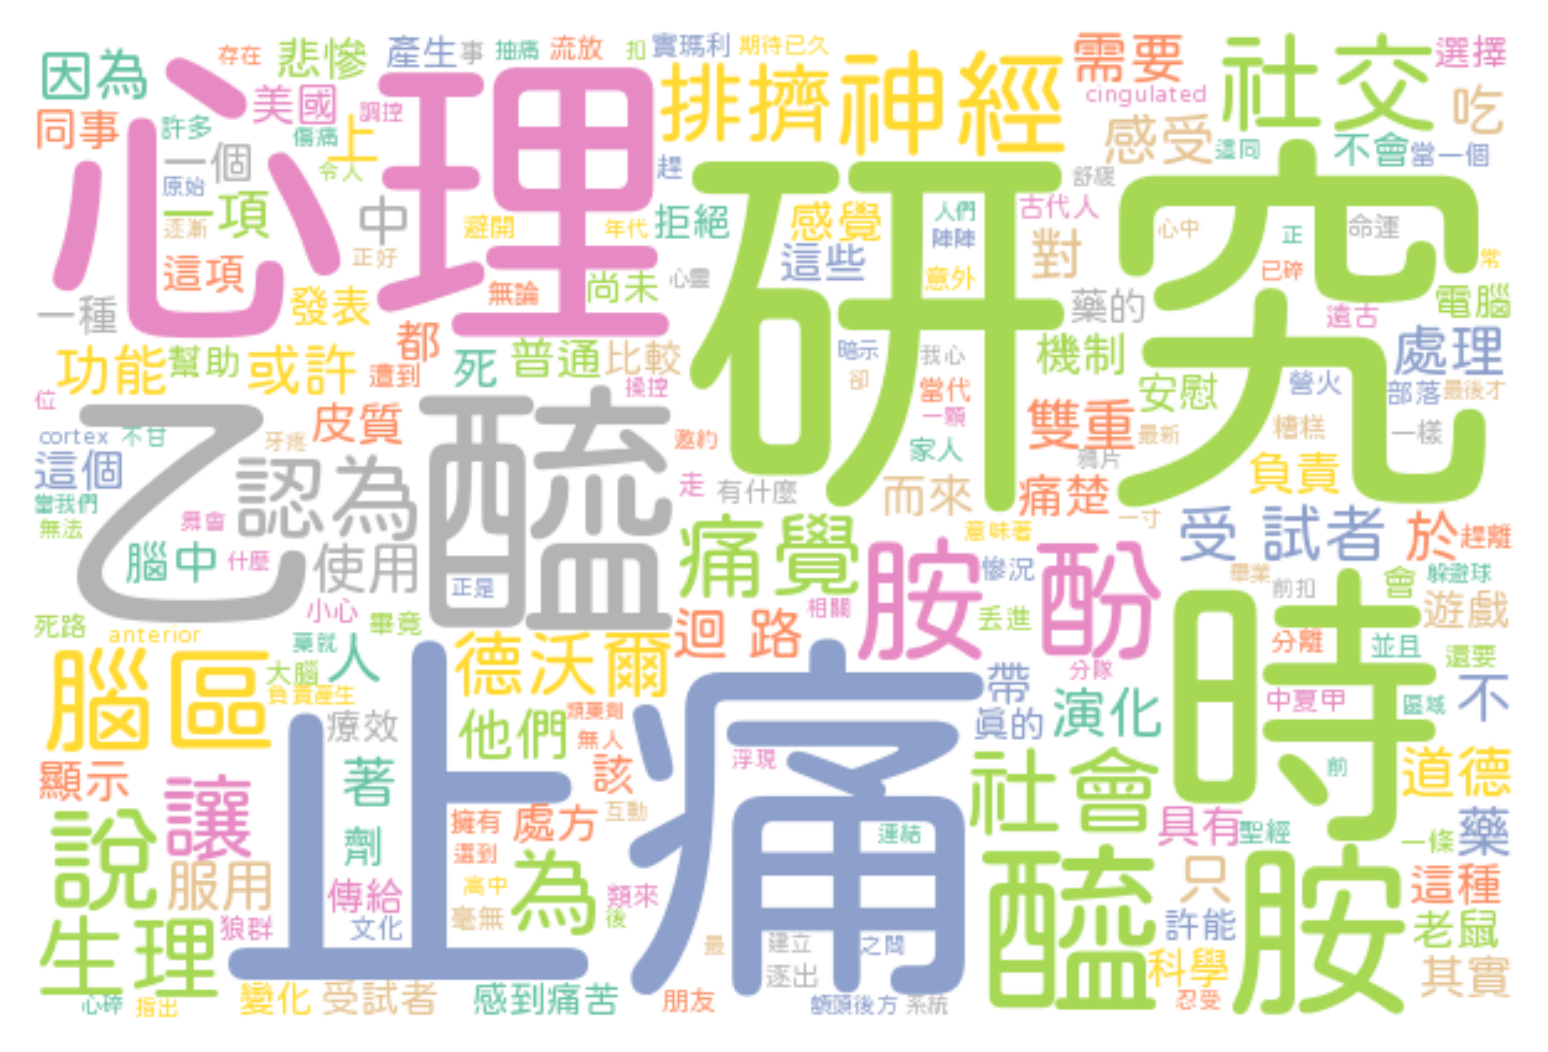 因為
存在
悲慘
產生
事
抽痛
流放
扣
實瑪利
期待已久
需要
社交
選擇
同事
心理
美國
調控
排擠
神經
cingulated
吃
許多
傷痛
上
感受
這同
不會
當一個
一個
令人
趕
研究
舒緩
原始
一項
逐漸
中
避開
年代
拒絕
感覺
人們
陣陣
古代人
心中
正
命運
這項
正好
這些
對
常
一種
發表
無論
尚未
心靈
意外
藥的
已碎
遠古
電腦
功能
幫助
或許
都
遭到
死
普通
比較
暗示
我心
機制
處理
位
操控
卻
當代
安慰
營火
部落
最後才
cortex
不甘
牙疼
皮質
邀約
一顆
家人
雙重
最新
糟糕
一樣
這個
乙醯
認為
走
有什麼
而來
鴉片
痛楚
負責
當我們
無法
舞會
意味著
一寸
受 試者
於
趕離
腦中
什麼
使用
痛覺
胺
酚
時
正是
慘況
畢業
前扣
會
躲避球
小心
相關
丟進
遊戲
死路
anterior
藥就
畢竟
迴 路
分離
並且
還要
腦區
大腦
人
德沃爾
帶
分隊
負責產生
止痛
中夏甲
區域
不
療效
他們
類藥劑
無人
真的
演化
顯示
讓
著
該
浮現
社會
前
道德
說
劑
擁有
處方
互動
連結
具有
聖經
一條
藥
服用
還到
傳給
高中
為
類來
醯
胺
只
這種
生理
狼群
文化
毫無
後
最
建立
之間
許能
老鼠
逐出
科學
其實
心碎
指出
變化
受試者
感到痛苦
朋友
額頭後方
系統
忍受